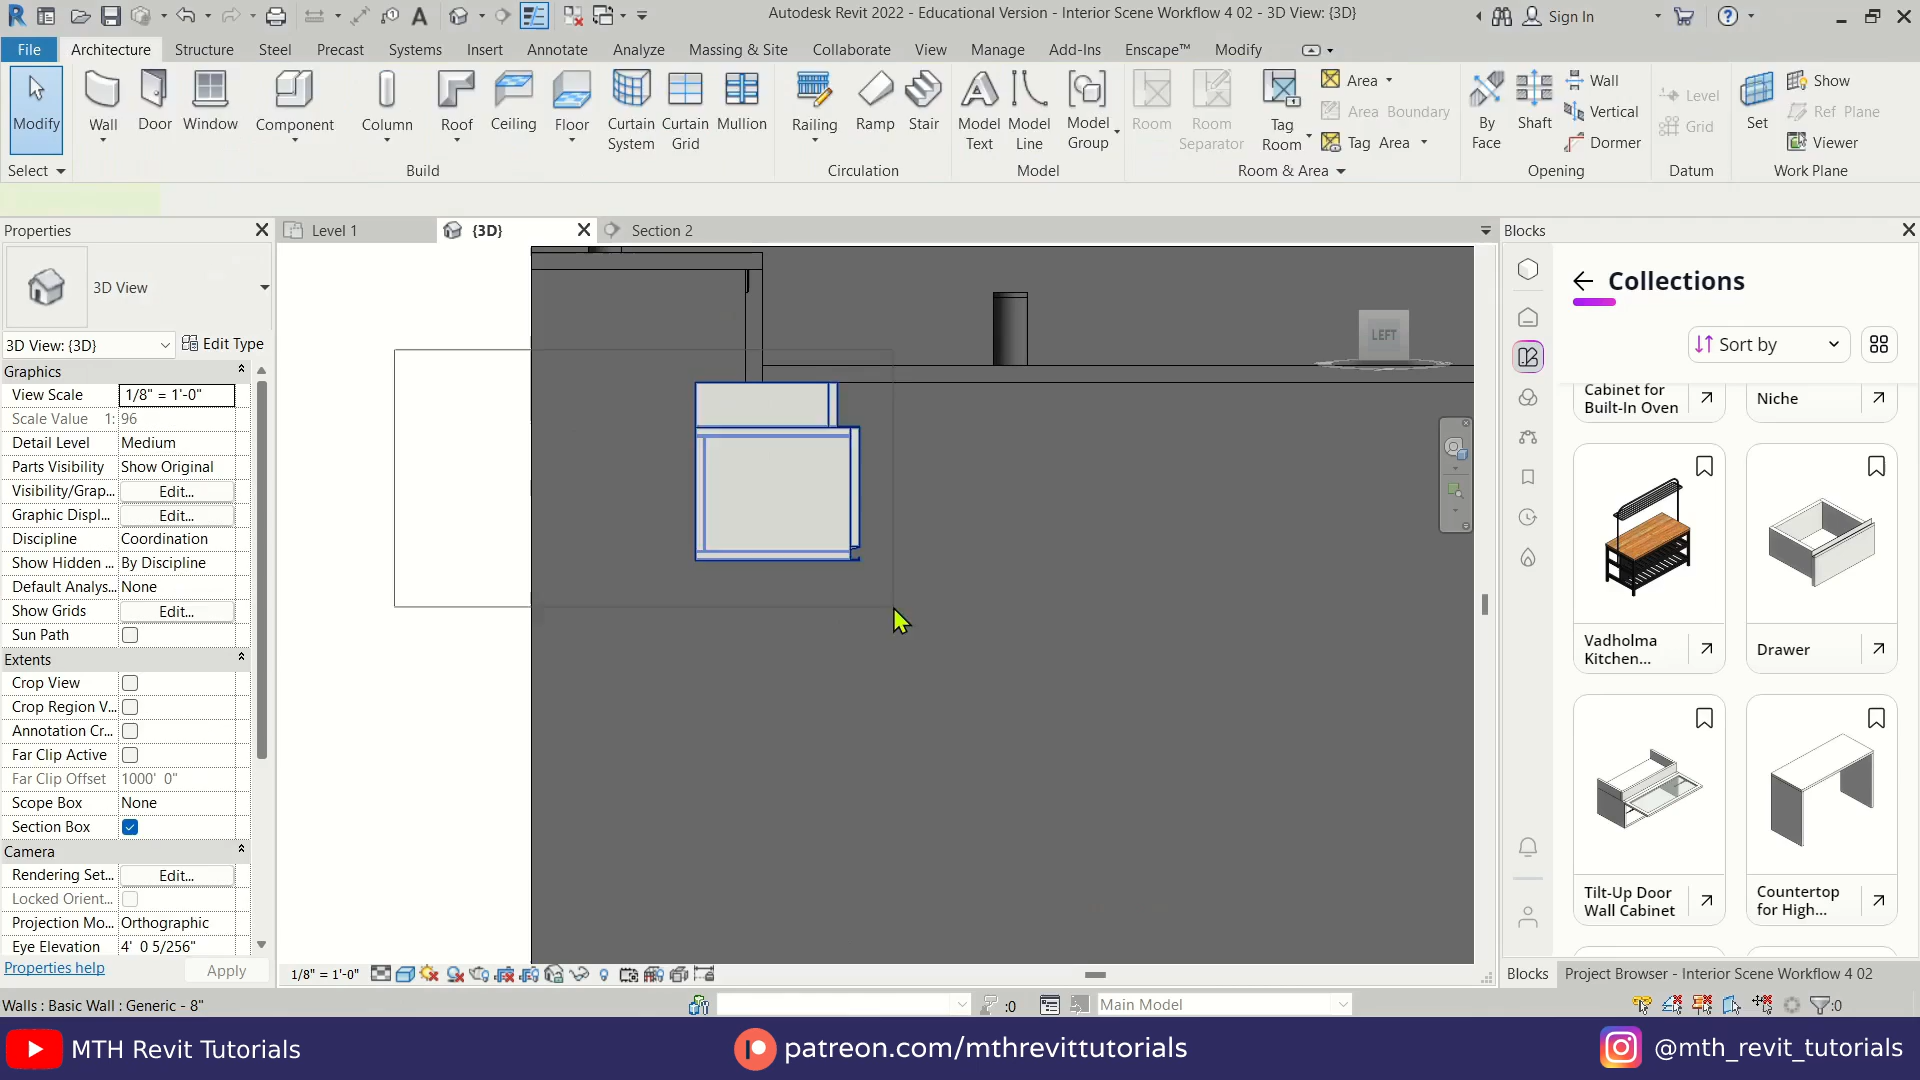 Autodesk Revit 2022 - Educational Version - Interior Scene Workflow 4 02 - 3D View: {3D}
Sign In
File Architecture Structure Steel Precast Systems Insert Annotate Analyze Massing & Site Collaborate View Manage Add-Ins Enscape™ Modify
Modify Wall Door Window Component Column Roof Ceiling Floor Curtain System Curtain Grid Mullion Railing Ramp Stair Model Text Model Line Model Group Room Room Separator Tag Room
Area
Area Boundary
Tag Area
By Face Shaft Wall Vertical Dormer
Level
Grid
Set Show Ref Plane Viewer
Select Build Circulation Model Room & Area Opening Datum Work Plane
Properties
Level 1 {3D} Section 2
Blocks
3D View
3D View: {3D} Edit Type
Graphics
View Scale 1/8" = 1'-0"
Scale Value 1: 96
Detail Level Medium
Parts Visibility Show Original
Visibility/Grap... Edit...
Graphic Displ... Edit...
Discipline Coordination
Show Hidden ... By Discipline
Default Analys... None
Show Grids Edit...
Sun Path
Extents
Crop View
Crop Region V...
Annotation Cr...
Far Clip Active
Far Clip Offset 1000' 0"
Scope Box None
Section Box
Camera
Rendering Set... Edit...
Locked Orient...
Projection Mo... Orthographic
Eye Elevation 4' 0 5/256"
Properties help Apply
LEFT
1/8" = 1'-0"
Collections
Sort by
Cabinet for Built-In Oven
Niche
Vadholma Kitchen...
Drawer
Tilt-Up Door Wall Cabinet
Countertop for High...
Blocks Project Browser - Interior Scene Workflow 4 02
Walls : Basic Wall : Generic - 8"
:0
Main Model
:0
MTH Revit Tutorials
patreon.com/mthrevittutorials
@mth_revit_tutorials